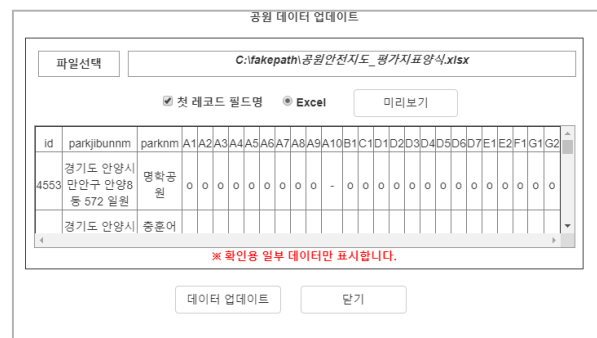 공원 데이터 업데이트
파일선택 C:\fakepath\공원안전지도_평가지표양식.xlsx
첫 레코드 필드명 Excel 미리보기
id parkjibunnm parknm A1 A2 A3 A4 A5 A6 A7 A8 A9 A10 B1 C1 D1 D2 D3 D4 D5 D6 D7 E1 E2 F1 G1 G2
경기도 안양시
4553 만안구 안양8 명학공 o o o o o o o o o - o o o o o o o o o o o o o o
동 572 일원 원
경기도 안양시 충훈어
※ 확인용 일부 데이터만 표시합니다.
데이터 업데이트 닫기